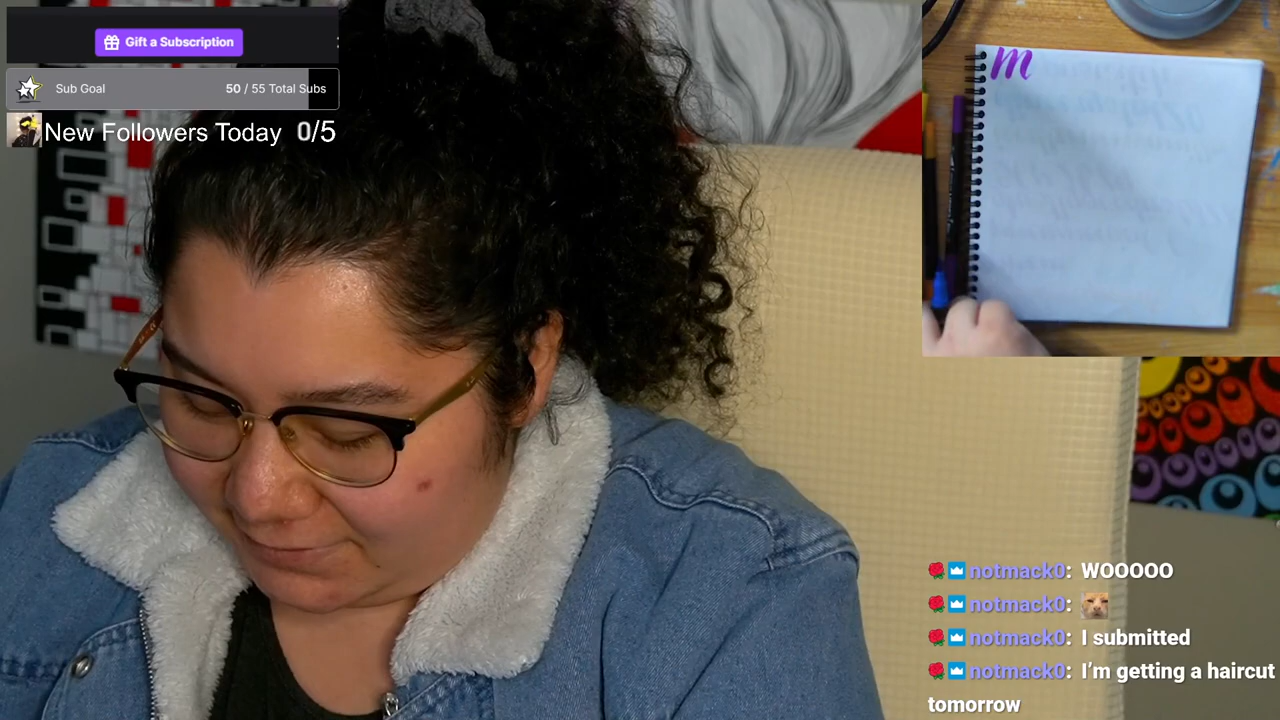 Gift a Subscription
Sub Goal 50 / 55 Total Subs
New Followers Today 0/5
m
notmack0: WOOOOO
notmack0:
notmack0: I submitted
notmack0: I'm getting a haircut
tomorrow